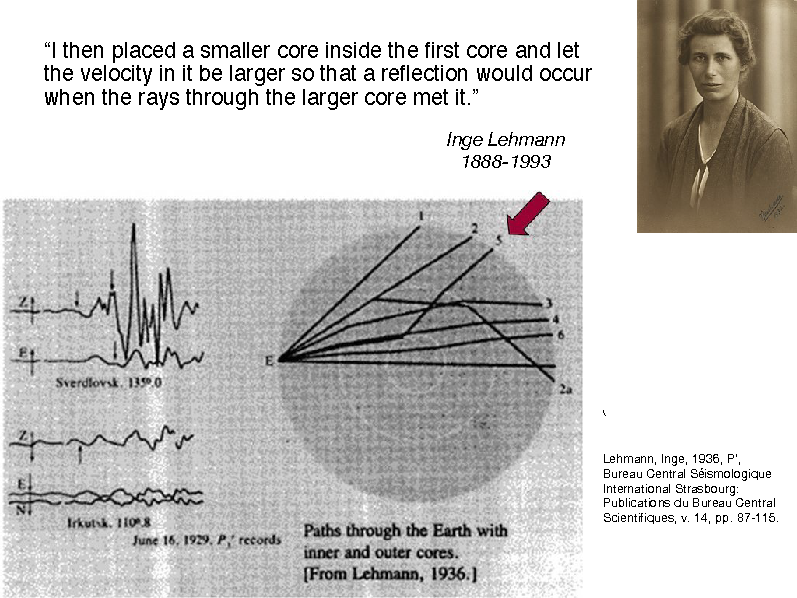 “I then placed a smaller core inside the first core and let
the velocity in it be larger so that a reflection would occur
when the rays through the larger core met it.”
Inge Lehmann
1888-1993
1
2
5
3
4
6
2a
E
Z
E
Sverdlovsk. 135º.0
Z
E
N
Irkutsk. 110º.8
June 16, 1929, P₁′ records
Paths through the Earth with
inner and outer cores.
[From Lehmann, 1936.]
\
Lehmann, Inge, 1936, P’,
Bureau Central Séismologique
International Strasbourg:
Publications du Bureau Central
Scientifiques, v. 14, pp. 87-115.